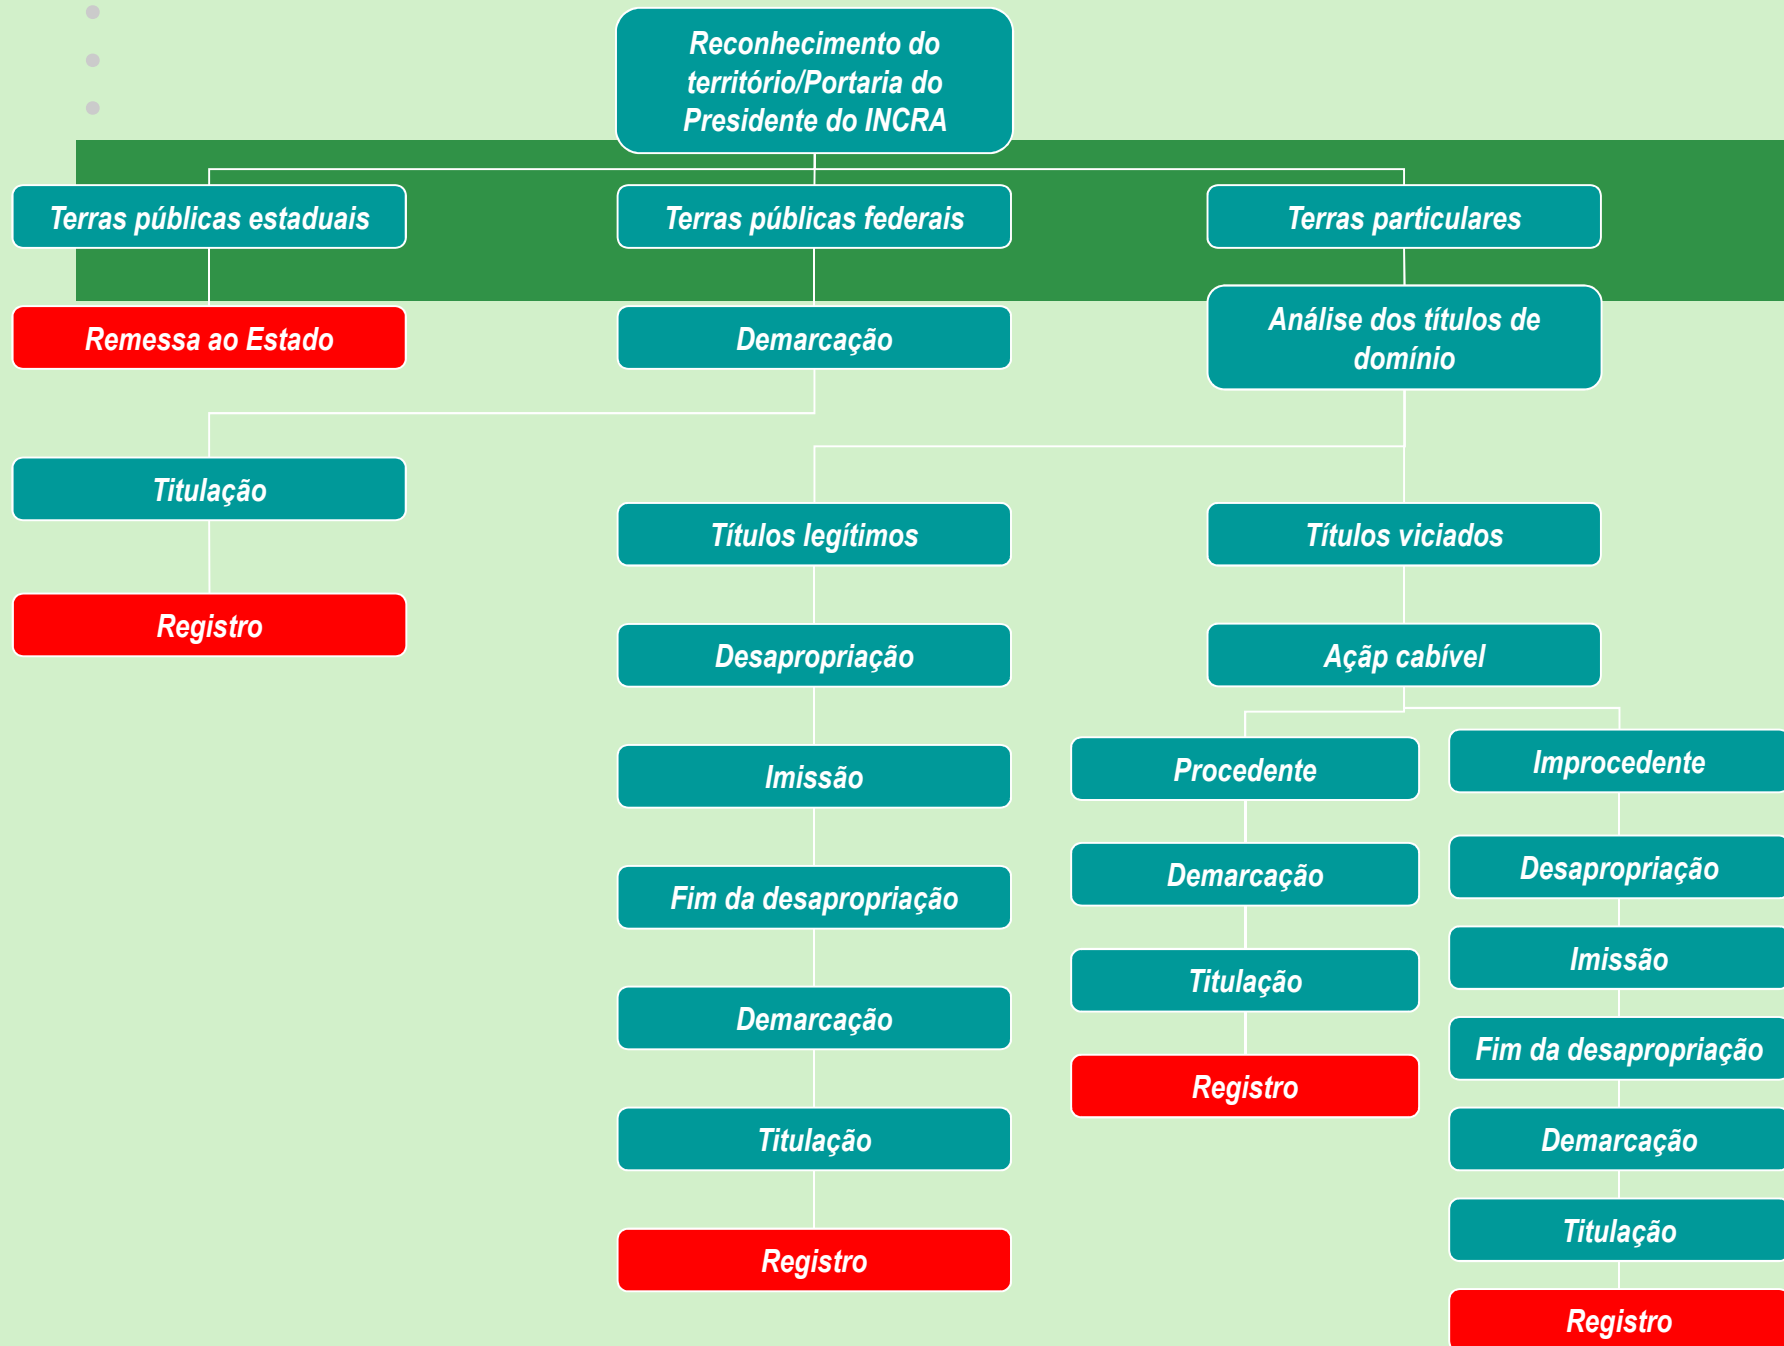 Reconhecimento do
território/Portaria do
Presidente do INCRA
Terras públicas estaduais
Terras públicas federais
Terras particulares
Remessa ao Estado
Demarcação
Análise dos títulos de
domínio
Titulação
Títulos legítimos
Títulos viciados
Registro
Desapropriação
Açãp cabível
Imissão
Procedente
Improcedente
Fim da desapropriação
Demarcação
Desapropriação
Demarcação
Titulação
Imissão
Titulação
Registro
Fim da desapropriação
Registro
Demarcação
Titulação
Registro